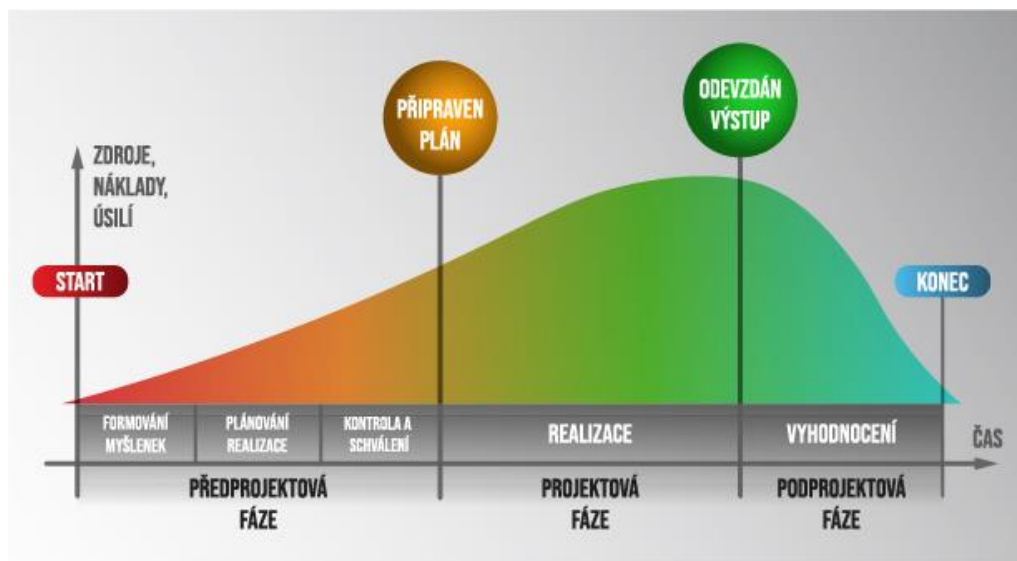 PŘIPRAVEN
PLÁN
ODEVZDÁN
VÝSTUP
ZDROJE,
NÁKLADY,
ÚSILÍ
START
KONEC
FORMOVÁNÍ
MYŠLENEK
PLÁNOVÁNÍ
REALIZACE
KONTROLA A
SCHVÁLENÍ
REALIZACE
VYHODNOCENÍ
ČAS
PŘEDPROJEKTOVÁ
FÁZE
PROJEKTOVÁ
FÁZE
PODPROJEKTOVÁ
FÁZE